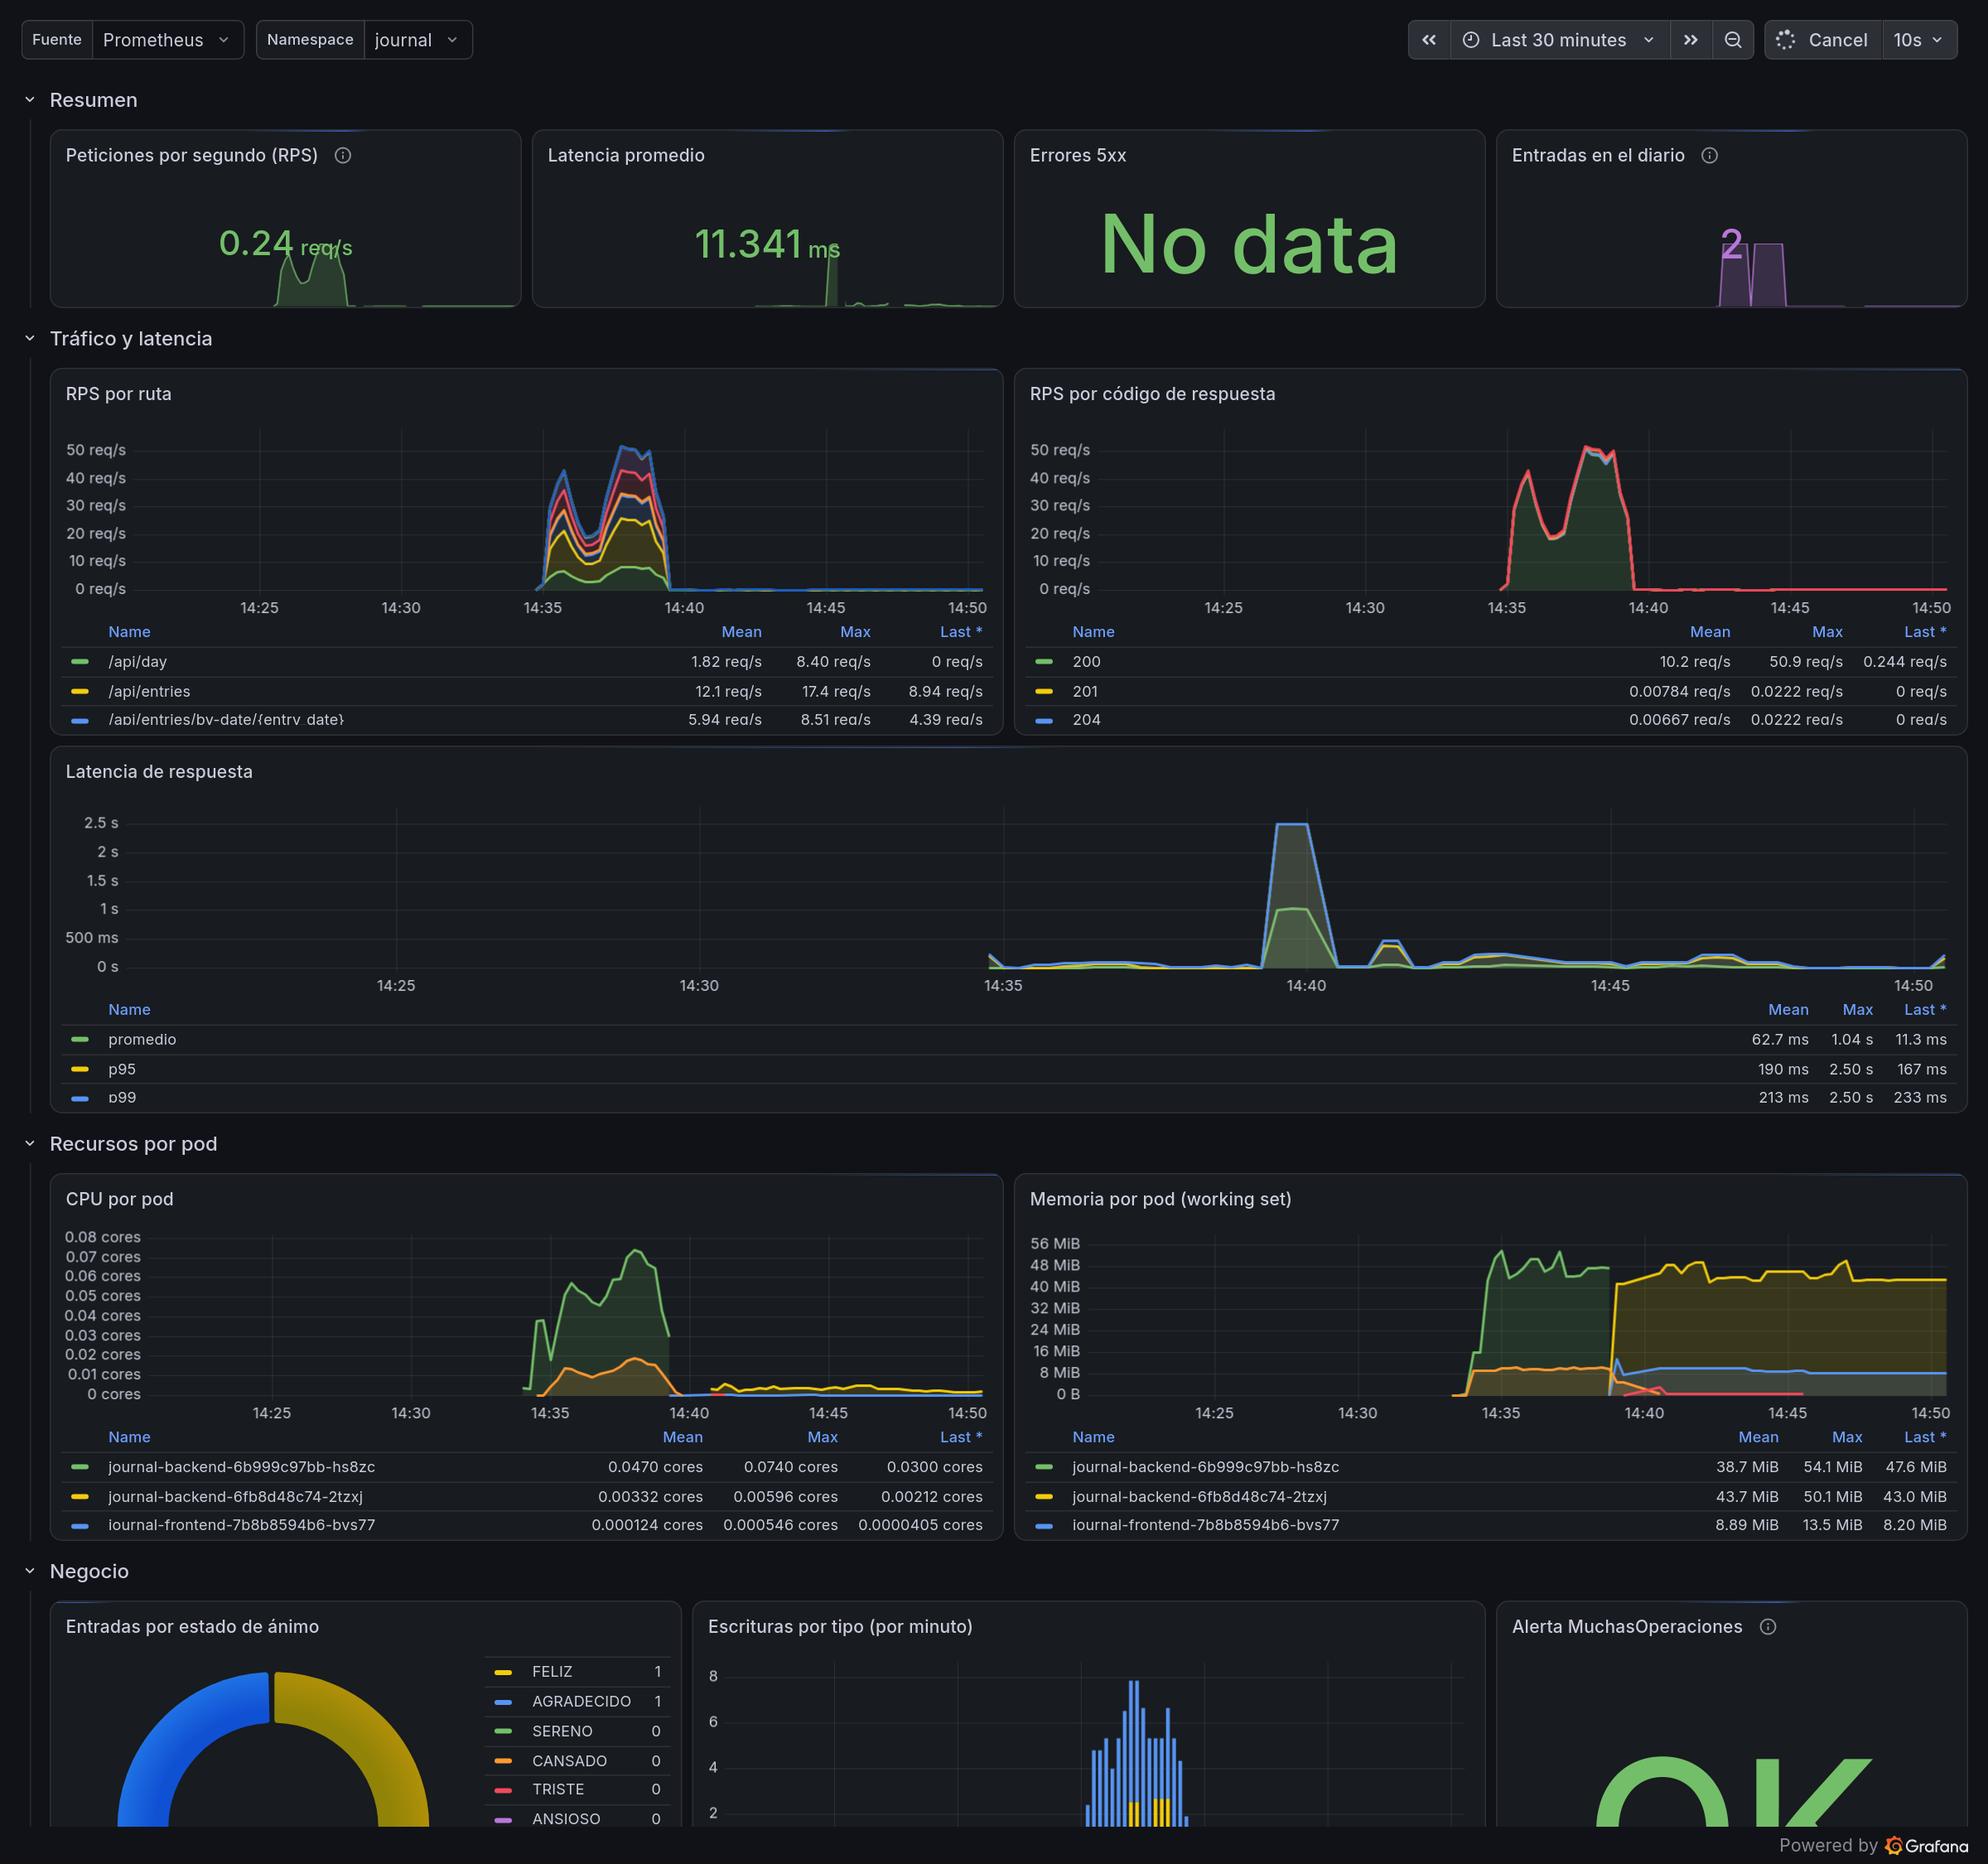 Fuente Prometheus Namespace journal Last 30 minutes Cancel 10s
Resumen
Peticiones por segundo (RPS) Latencia promedio Errores 5xx Entradas en el diario
0.24 req/s 11.341 ms No data 2
Tráfico y latencia
RPS por ruta
50 req/s
40 req/s
30 req/s
20 req/s
10 req/s
0 req/s
14:25 14:30 14:35 14:40 14:45 14:50
Name Mean Max Last *
/api/day 1.82 req/s 8.40 req/s 0 req/s
/api/entries 12.1 req/s 17.4 req/s 8.94 req/s
/api/entries/by-date/{entry_date} 5.94 req/s 8.51 req/s 4.39 req/s
RPS por código de respuesta
50 req/s
40 req/s
30 req/s
20 req/s
10 req/s
0 req/s
14:25 14:30 14:35 14:40 14:45 14:50
Name Mean Max Last *
200 10.2 req/s 50.9 req/s 0.244 req/s
201 0.00784 req/s 0.0222 req/s 0 req/s
204 0.00667 req/s 0.0222 req/s 0 req/s
Latencia de respuesta
2.5 s
2 s
1.5 s
1 s
500 ms
0 s
14:25 14:30 14:35 14:40 14:45 14:50
Name Mean Max Last *
promedio 62.7 ms 1.04 s 11.3 ms
p95 190 ms 2.50 s 167 ms
p99 213 ms 2.50 s 233 ms
Recursos por pod
CPU por pod
0.08 cores
0.07 cores
0.06 cores
0.05 cores
0.04 cores
0.03 cores
0.02 cores
0.01 cores
0 cores
14:25 14:30 14:35 14:40 14:45 14:50
Name Mean Max Last *
journal-backend-6b999c97bb-hs8zc 0.0470 cores 0.0740 cores 0.0300 cores
journal-backend-6fb8d48c74-2tzxj 0.00332 cores 0.00596 cores 0.00212 cores
journal-frontend-7b8b8594b6-bvs77 0.000124 cores 0.000546 cores 0.0000405 cores
Memoria por pod (working set)
56 MiB
48 MiB
40 MiB
32 MiB
24 MiB
16 MiB
8 MiB
0 B
14:25 14:30 14:35 14:40 14:45 14:50
Name Mean Max Last *
journal-backend-6b999c97bb-hs8zc 38.7 MiB 54.1 MiB 47.6 MiB
journal-backend-6fb8d48c74-2tzxj 43.7 MiB 50.1 MiB 43.0 MiB
journal-frontend-7b8b8594b6-bvs77 8.89 MiB 13.5 MiB 8.20 MiB
Negocio
Entradas por estado de ánimo
FELIZ 1
AGRADECIDO 1
SERENO 0
CANSADO 0
TRISTE 0
ANSIOSO 0
Escrituras por tipo (por minuto)
8
6
4
2
Alerta MuchasOperaciones
OK
Powered by Grafana